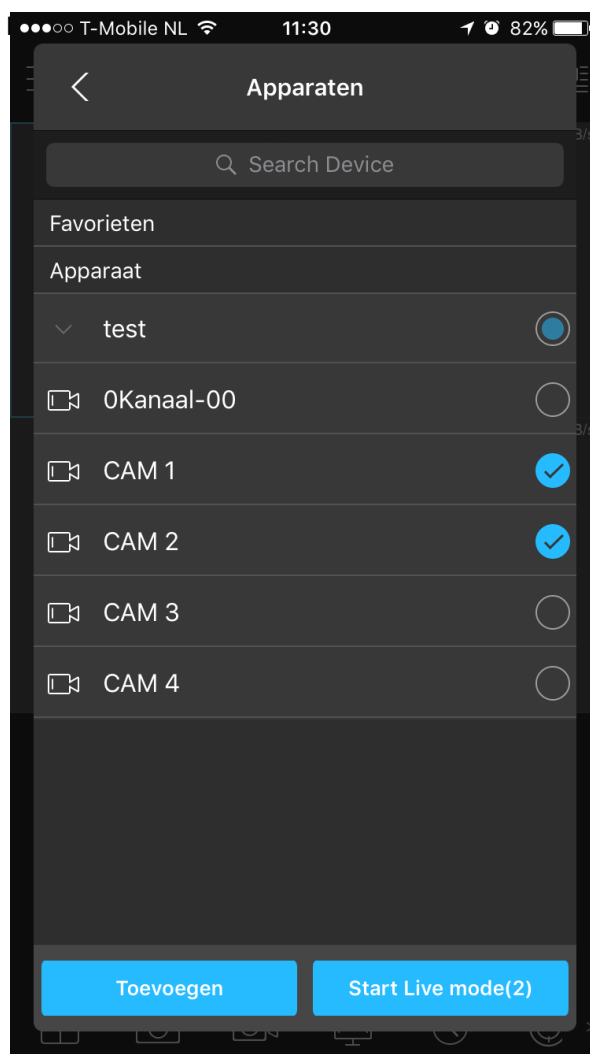 T-Mobile NL 11:30 82%
Apparaten
Search Device
Favorieten
Apparaat
test
0Kanaal-00
CAM 1
CAM 2
CAM 3
CAM 4
Toevoegen Start Live mode(2)